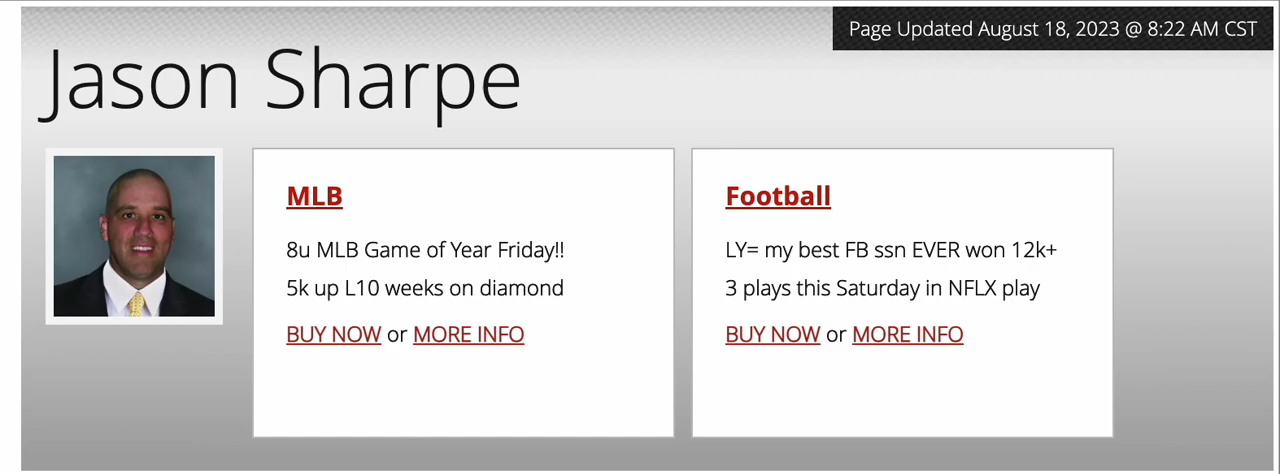 Page Updated August 18, 2023 @ 8:22 AM CST
Jason Sharpe
MLB
8u MLB Game of Year Friday!!
5k up L10 weeks on diamond
BUY NOW or MORE INFO
Football
LY= my best FB ssn EVER won 12k+
3 plays this Saturday in NFLX play
BUY NOW or MORE INFO